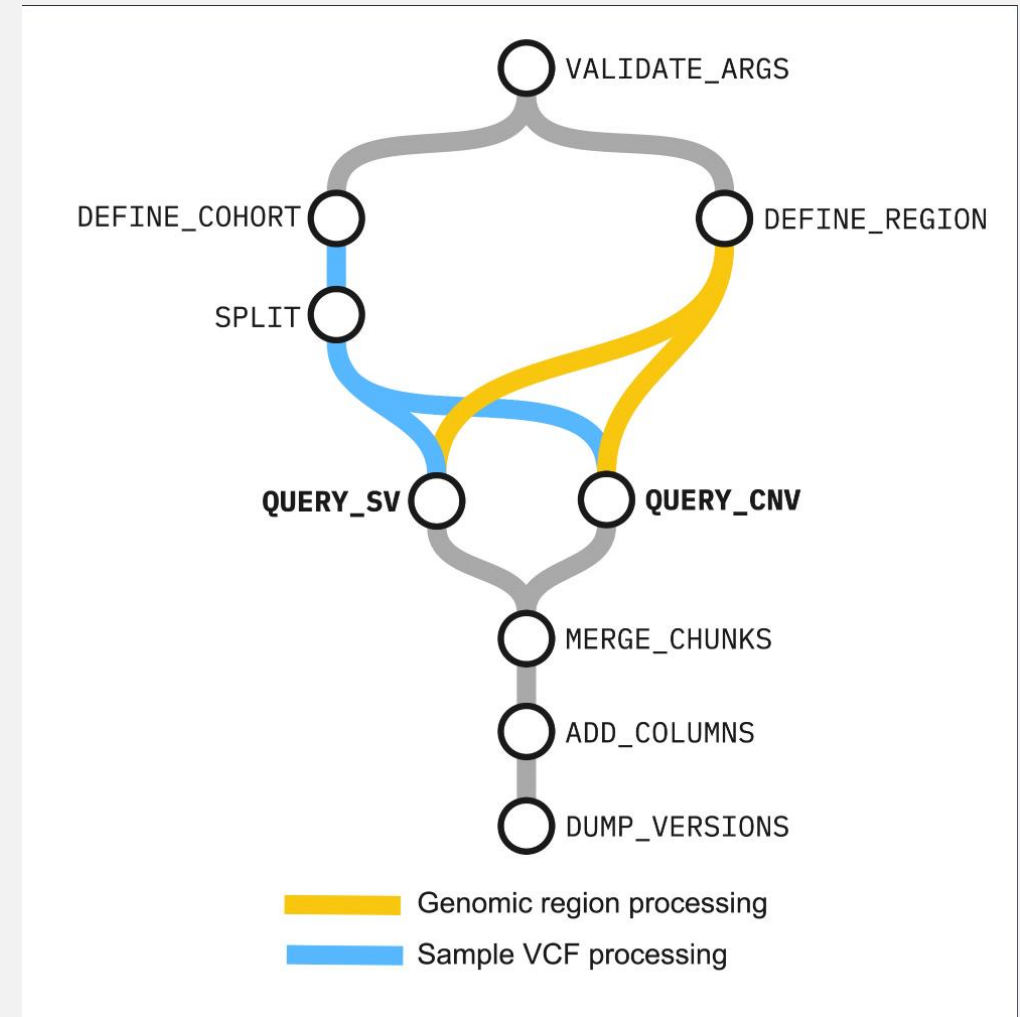 VALIDATE_ARGS
DEFINE_COHORT
DEFINE_REGION
SPLIT
QUERY_SV
QUERY_CNV
MERGE_CHUNKS
ADD_COLUMNS
DUMP_VERSIONS
Genomic region processing
Sample VCF processing